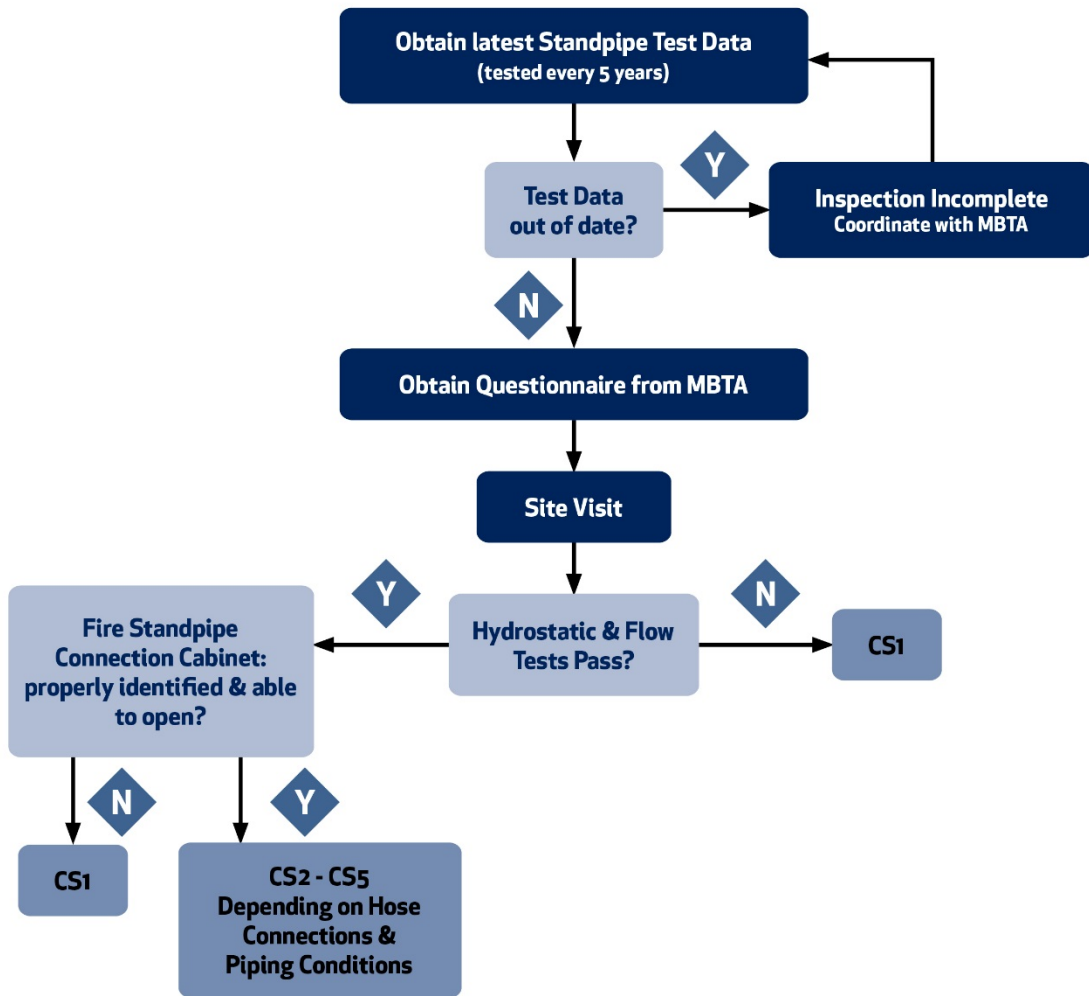 Obtain latest Standpipe Test Data
(tested every 5 years)
Y
Test Data
out of date?
Inspection Incomplete
Coordinate with MBTA
N
Obtain Questionnaire from MBTA
Site Visit
Y
N
Fire Standpipe
Connection Cabinet:
properly identified & able
to open?
Hydrostatic & Flow
Tests Pass?
CS1
N
Y
CS1
CS2 - CS5
Depending on Hose
Connections &
Piping Conditions